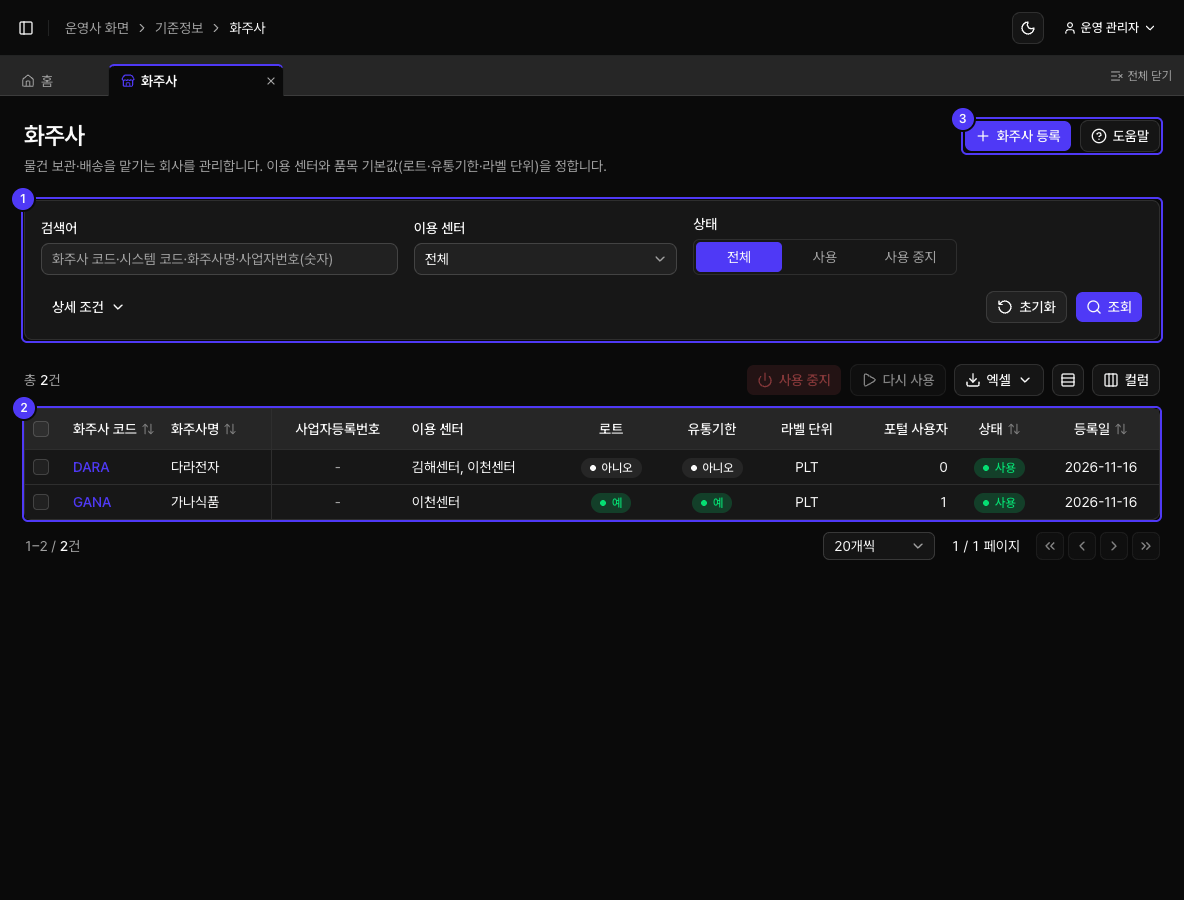 운영사 화면 > 기준정보 > 화주사
운영 관리자
홈
화주사
전체 닫기
화주사
3
화주사 등록
도움말
물건 보관·배송을 맡기는 회사를 관리합니다. 이용 센터와 품목 기본값(로트·유통기한·라벨 단위)을 정합니다.
1
검색어
이용 센터
상태
화주사 코드·시스템 코드·화주사명·사업자번호(숫자)
전체
전체
사용
사용 중지
상세 조건
초기화
조회
총 2건
사용 중지
다시 사용
엑셀
컬럼
2
화주사 코드 화주사명 사업자등록번호 이용 센터 로트 유통기한 라벨 단위 포털 사용자 상태 등록일
DARA 다라전자 - 김해센터, 이천센터 아니오 아니오 PLT 0 사용 2026-11-16
GANA 가나식품 - 이천센터 예 예 PLT 1 사용 2026-11-16
1–2 / 2건
20개씩
1 / 1 페이지